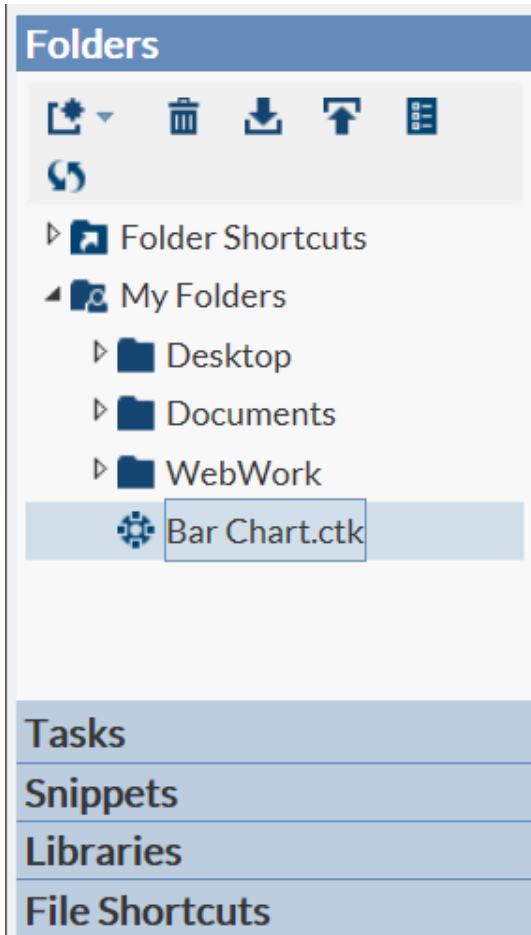 Folders
Folder Shortcuts
My Folders
Desktop
Documents
WebWork
Bar Chart.ctk
Tasks
Snippets
Libraries
File Shortcuts